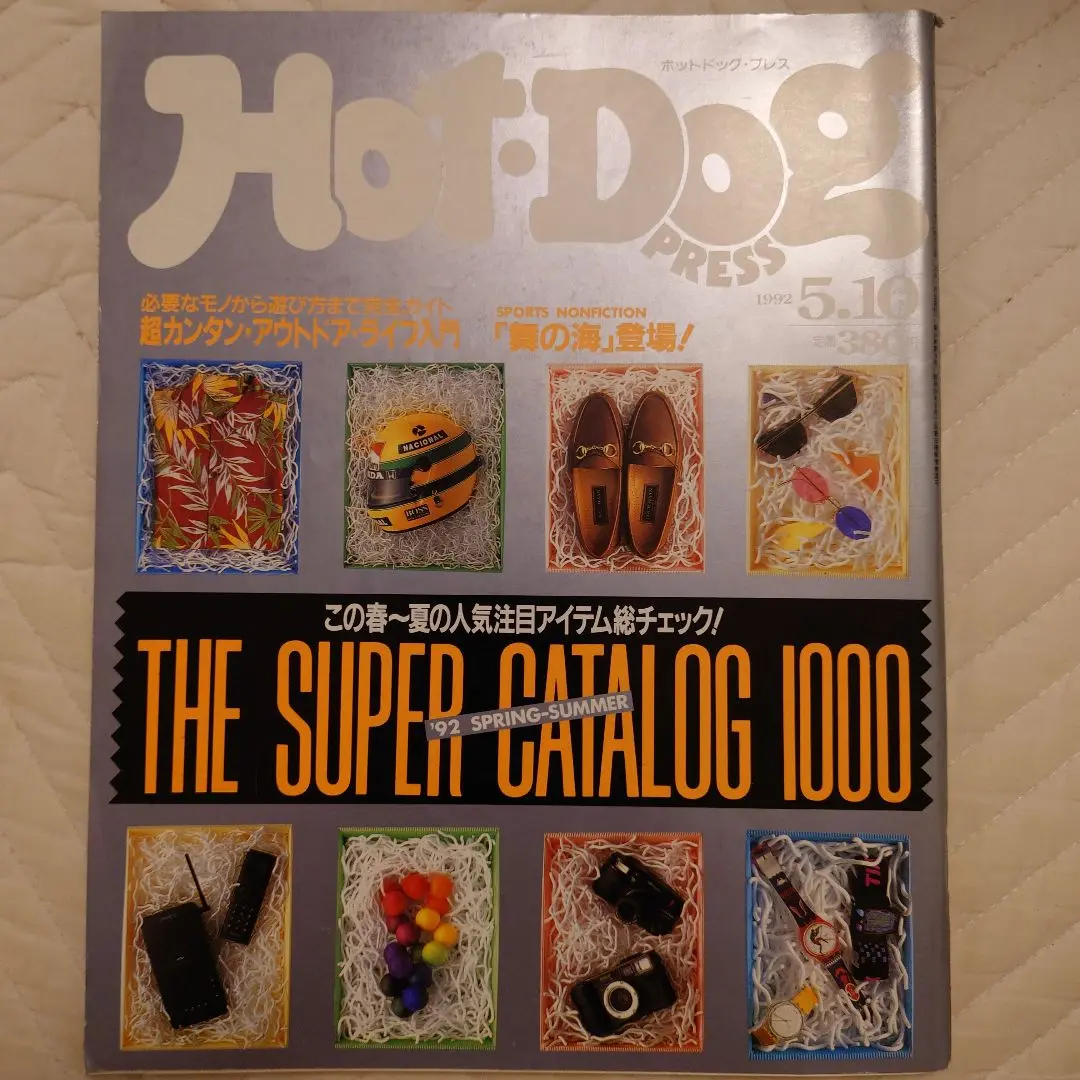 ホットドッグ・プレス
Hot・Dog
PRESS
1992 5.10
定価380円
必要なモノから遊び方まで完全ガイド
超カンタン・アウトドア・ライフ入門
SPORTS NONFICTION
「舞の海」登場!
NACIONAL
BOSS
この春〜夏の人気注目アイテム総チェック!
THE SUPER CATALOG 1000
'92 SPRING-SUMMER